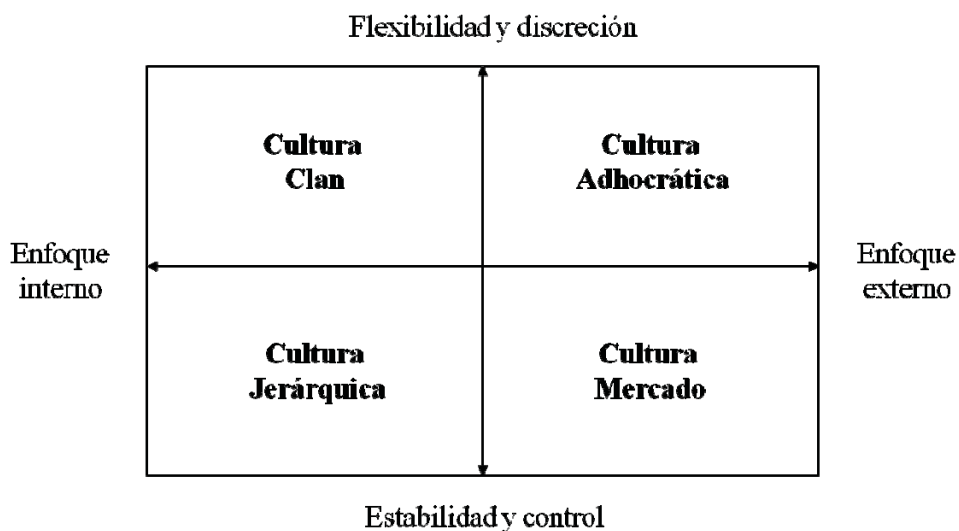 Flexibilidad y discreción
Cultura
Clan
Cultura
Adhocrática
Enfoque
interno
Enfoque
externo
Cultura
Jerárquica
Cultura
Mercado
Estabilidad y control